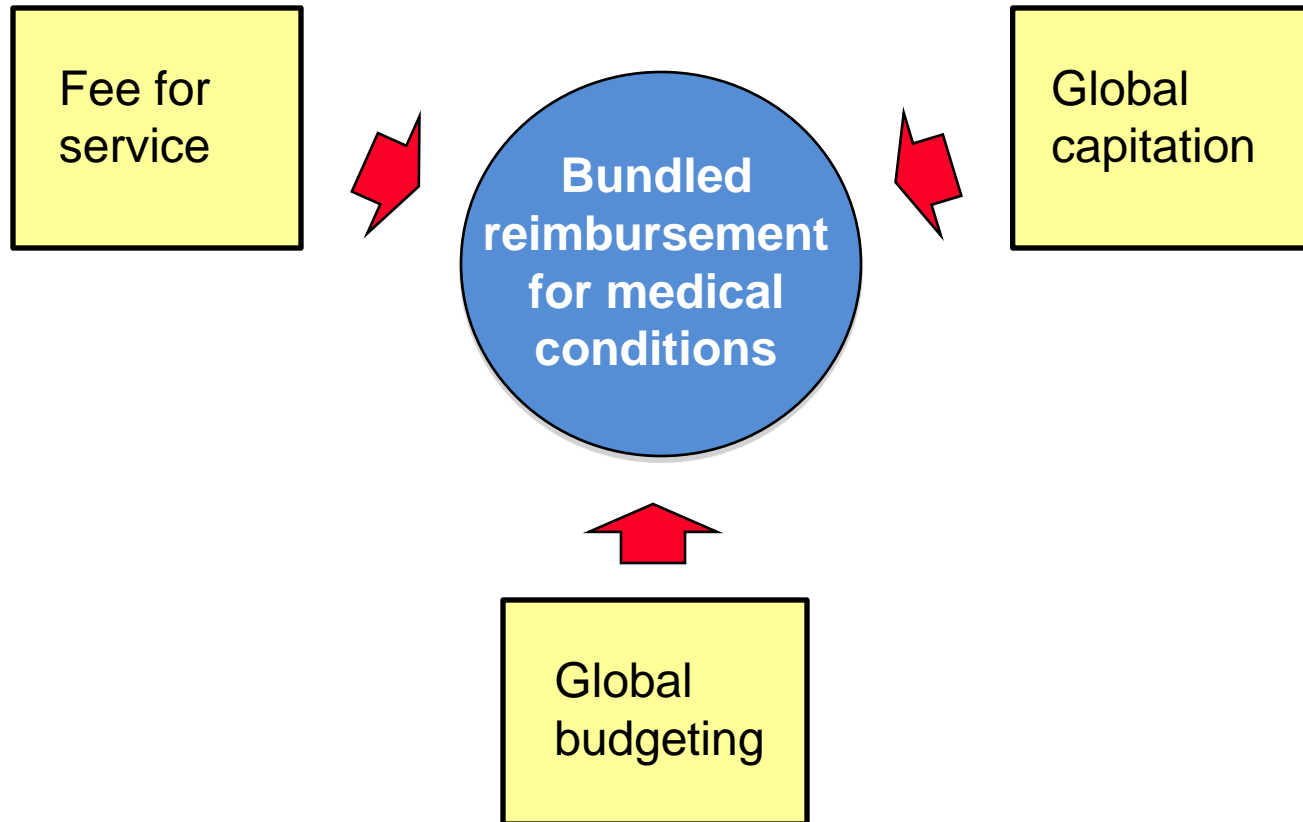 Fee for
service
Bundled
reimbursement
for medical
conditions
Global
capitation
Global
budgeting